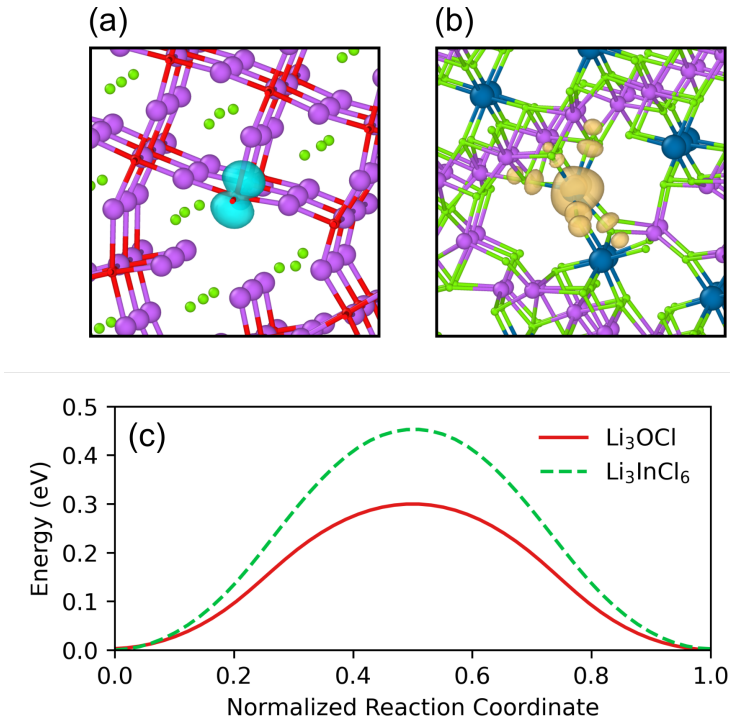 (a)
(b)
(c)
Li₃OCl
Li₃InCl₆
Energy (eV)
0.5
0.4
0.3
0.2
0.1
0.0
0.0 0.2 0.4 0.6 0.8 1.0
Normalized Reaction Coordinate